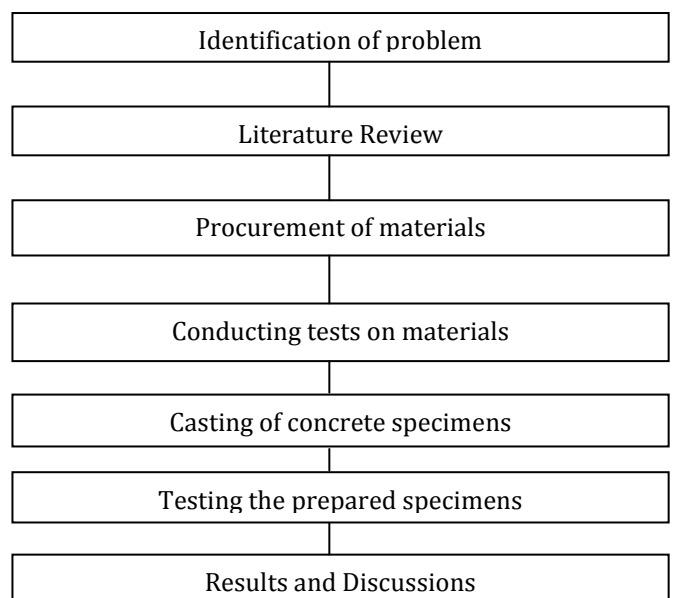 Identification of problem
Literature Review
Procurement of materials
Conducting tests on materials
Casting of concrete specimens
Testing the prepared specimens
Results and Discussions